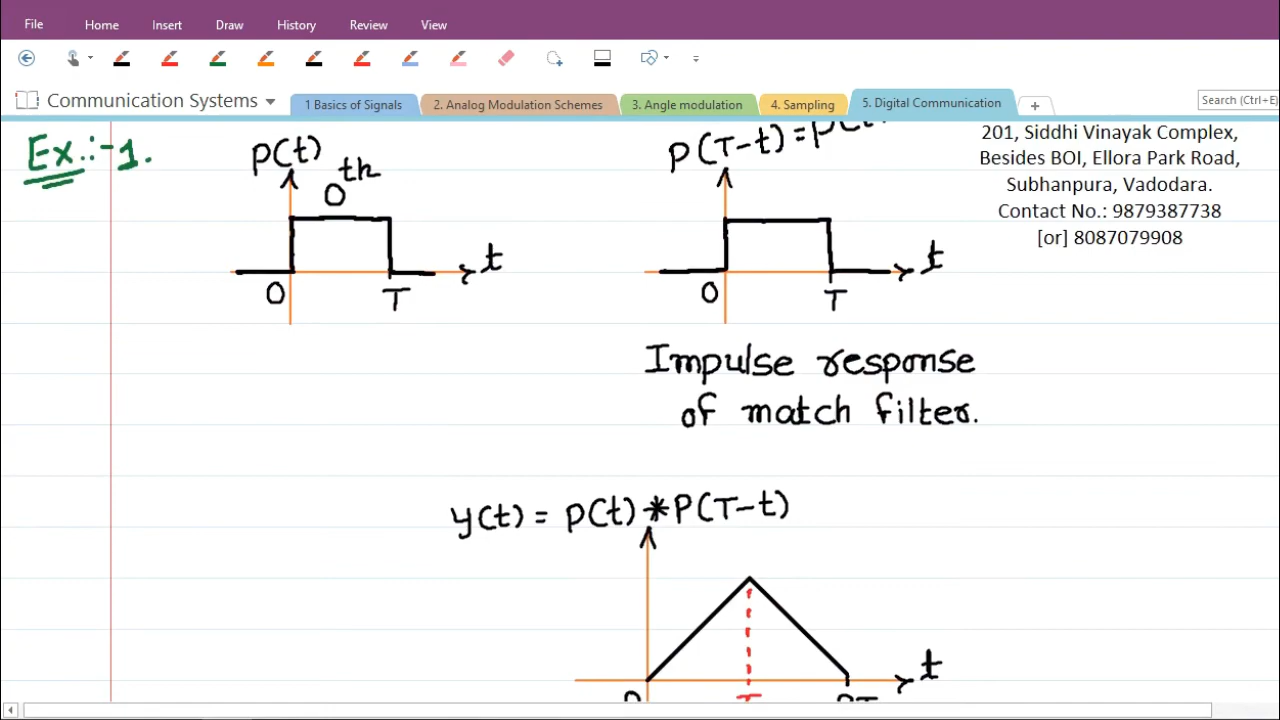 File Home Insert Draw History Review View
Communication Systems
1 Basics of Signals
2. Analog Modulation Schemes
3. Angle modulation
4. Sampling
5. Digital Communication
+
Search (Ctrl+E)
201, Siddhi Vinayak Complex,
Besides BOI, Ellora Park Road,
Subhanpura, Vadodara.
Contact No.: 9879387738
[or] 8087079908
Ex.:-1.
P(t)
0th
t
0 T
P(T-t)=
t
0 T
Impulse response
of match filter.
y(t) = P(t) * P(T-t)
t